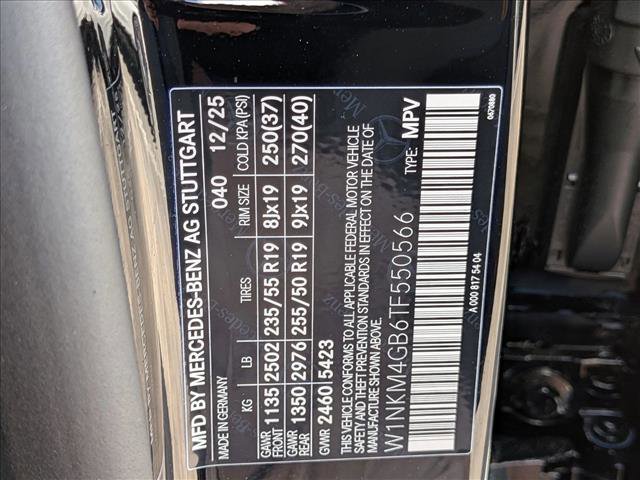 MFD BY MERCEDES-BENZ AG STUTTGART
MADE IN GERMANY 040 12/25
KG LB TIRES RIM SIZE COLD KPA (PSI)
GAWR FRONT 1135 2502 235/55 R19 8Jx19 250(37)
GAWR REAR 1350 2976 255/50 R19 9Jx19 270(40)
GVWR 2460 5423
THIS VEHICLE CONFORMS TO ALL APPLICABLE FEDERAL MOTOR VEHICLE
SAFETY AND THEFT PREVENTION STANDARDS IN EFFECT ON THE DATE OF
MANUFACTURE SHOWN ABOVE.
W1NKM4GB6TF550566 TYPE: MPV
A 000 817 54 04
0670880